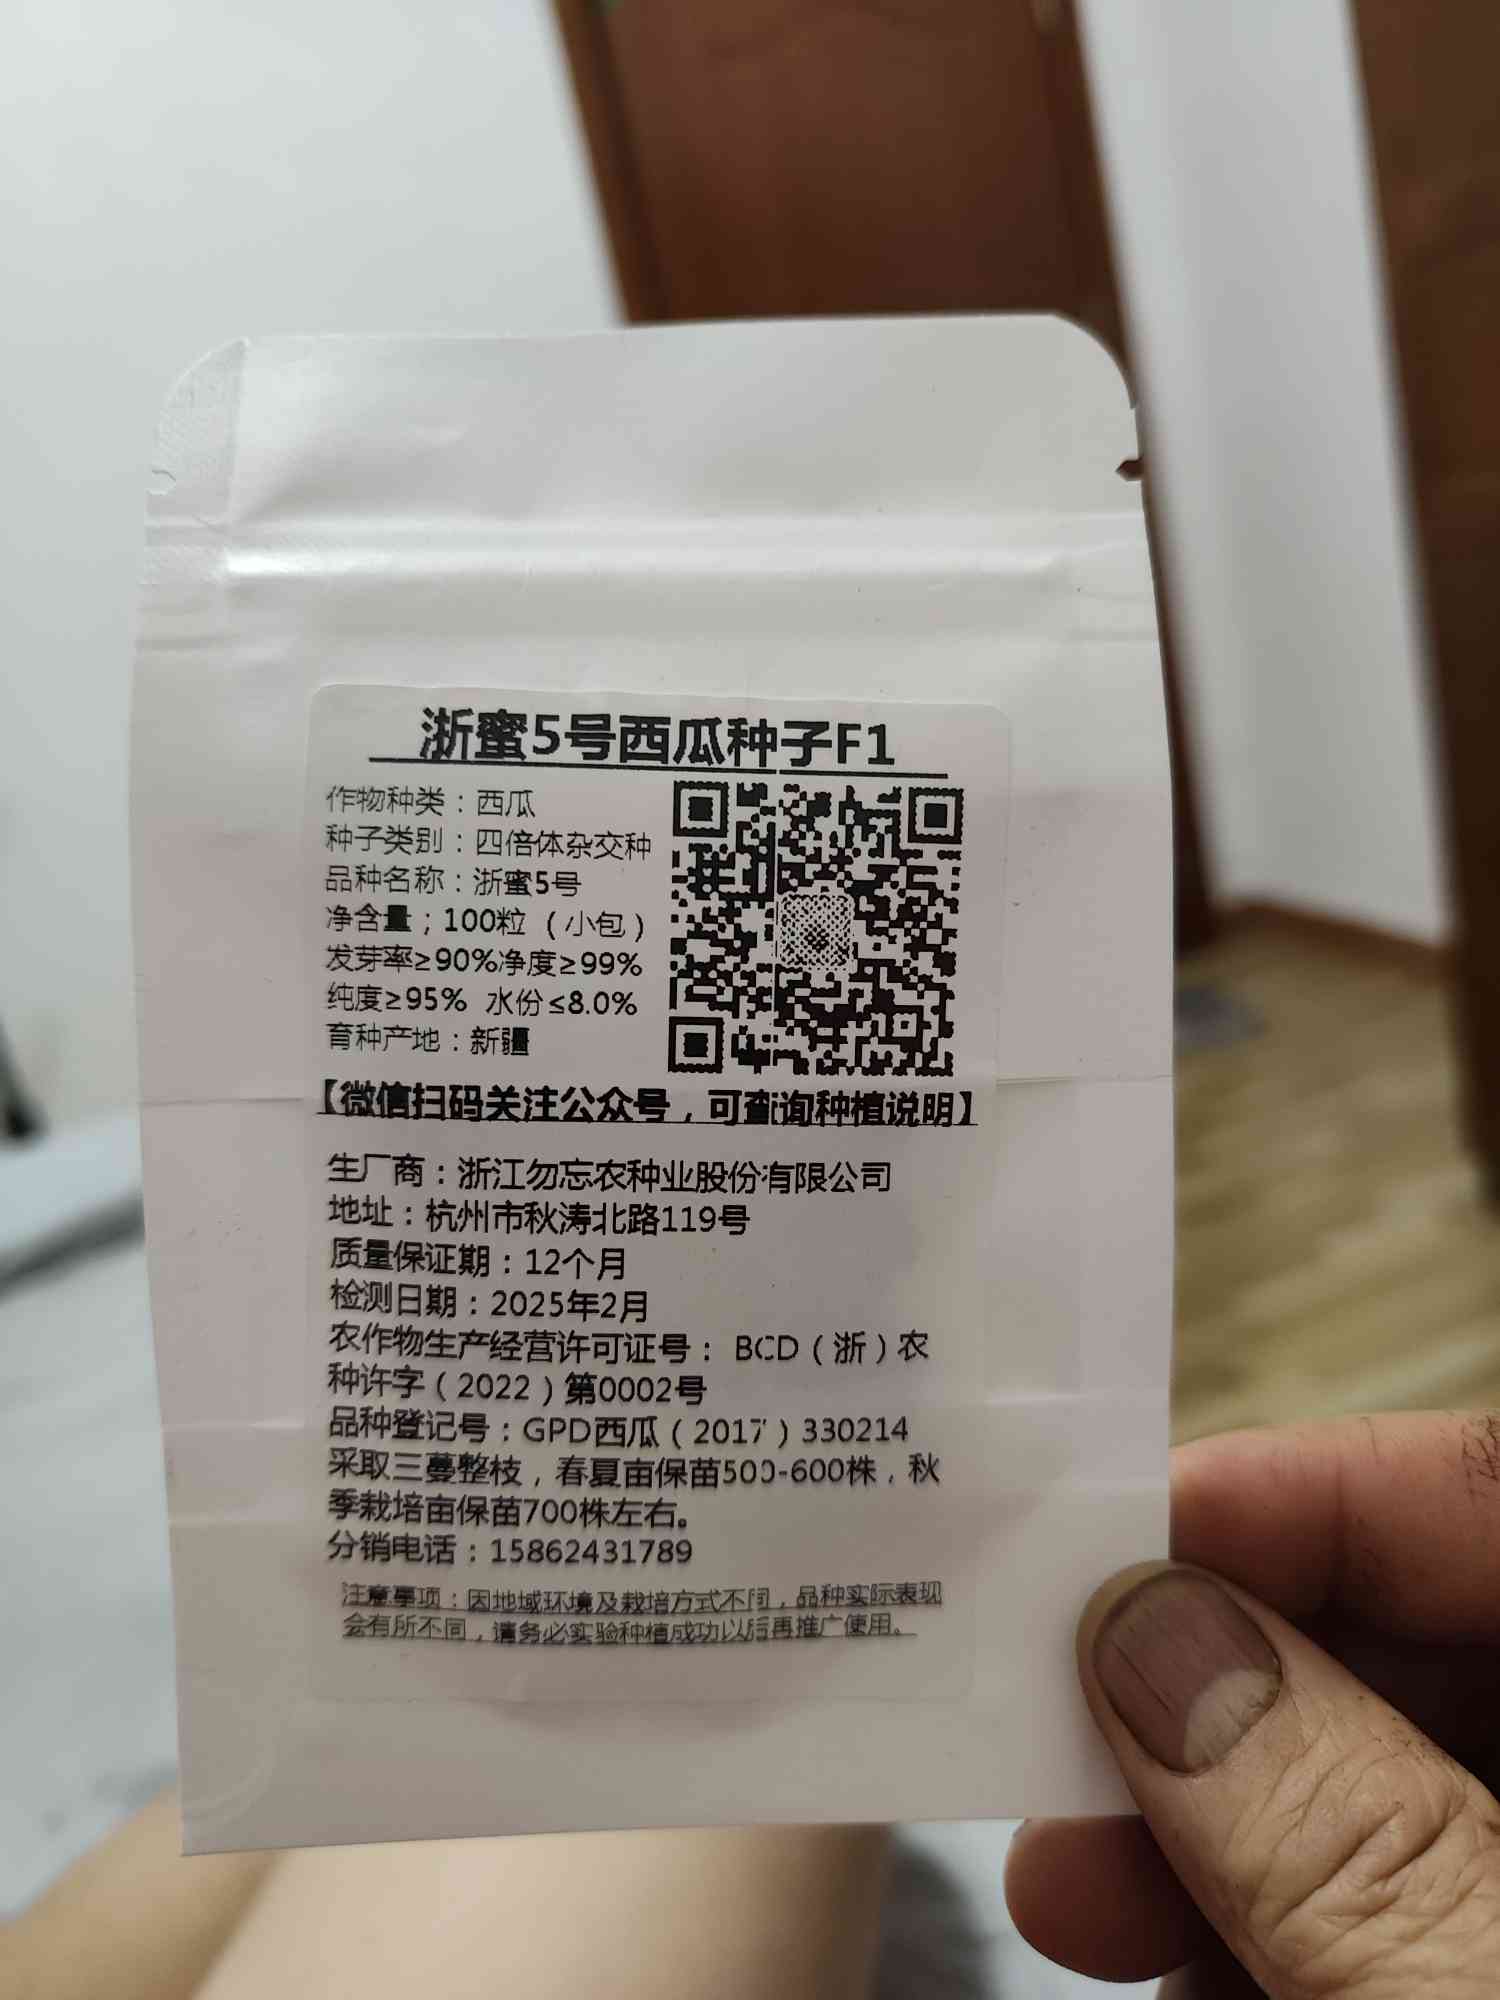 浙蜜5号西瓜种子F1
作物种类：西瓜
种子类别：四倍体杂交种
品种名称：浙蜜5号
净含量；100粒（小包）
发芽率≥90%净度≥99%
纯度≥95% 水份≤8.0%
育种产地：新疆
【微信扫码关注公众号，可查询种植说明】
生厂商：浙江勿忘农种业股份有限公司
地址：杭州市秋涛北路119号
质量保证期：12个月
检测日期：2025年2月
农作物生产经营许可证号： BCD（浙）农
种许字（2022）第0002号
品种登记号：GPD西瓜（2017）330214
采取三蔓整枝，春夏亩保苗500-600株，秋
季栽培亩保苗700株左右。
分销电话：15862431789
注意事项：因地域环境及栽培方式不同，品种实际表现
会有所不同，请务必实验种植成功以后再推广使用。